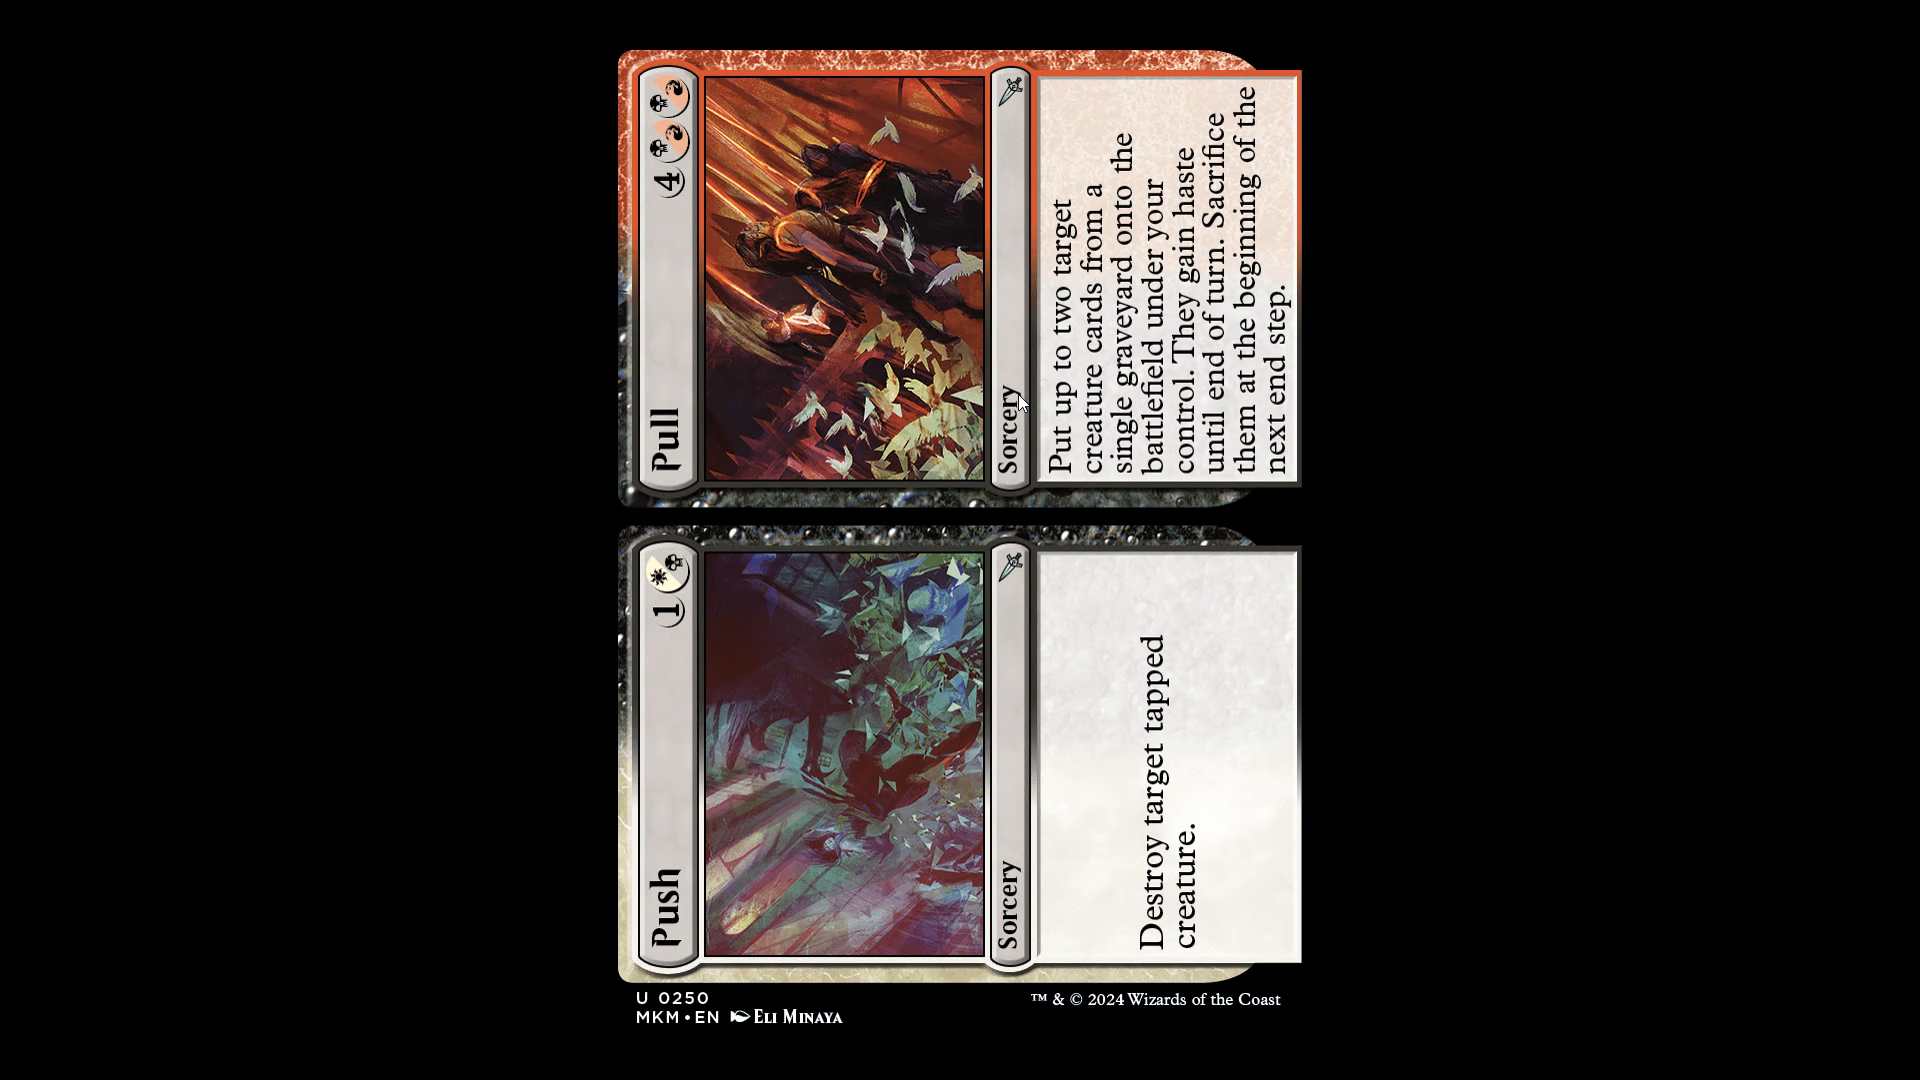 Push
1
Sorcery
Destroy target tapped
creature.
Pull
4
Sorcery
Put up to two target
creature cards from a
single graveyard onto the
battlefield under your
control. They gain haste
until end of turn. Sacrifice
them at the beginning of the
next end step.
U 0250
MKM • EN Eli Minaya
™ & © 2024 Wizards of the Coast